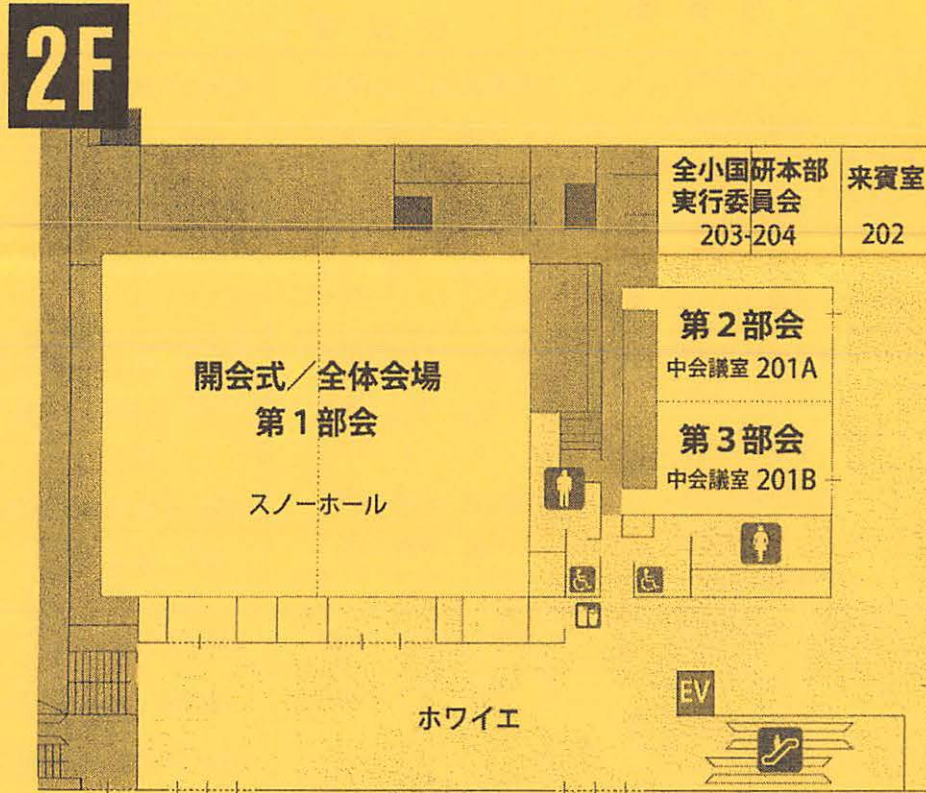 2F
全小国研本部
実行委員会
203-204
来賓室
202
開会式／全体会場
第１部会
スノーホール
第２部会
中会議室 201A
第３部会
中会議室 201B
EV
ホワイエ